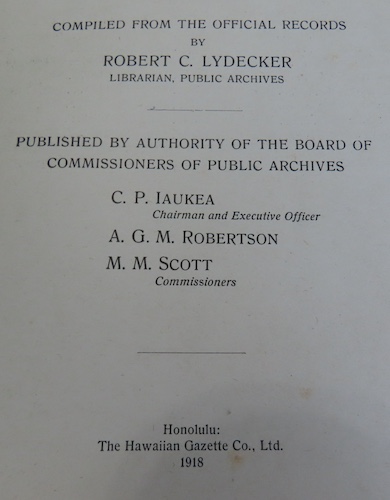 COMPILED FROM THE OFFICIAL RECORDS
BY
ROBERT C. LYDECKER
LIBRARIAN, PUBLIC ARCHIVES
PUBLISHED BY AUTHORITY OF THE BOARD OF
COMMISSIONERS OF PUBLIC ARCHIVES
C. P. IAUKEA
Chairman and Executive Officer
A. G. M. ROBERTSON
M. M. SCOTT
Commissioners
Honolulu:
The Hawaiian Gazette Co., Ltd.
1918